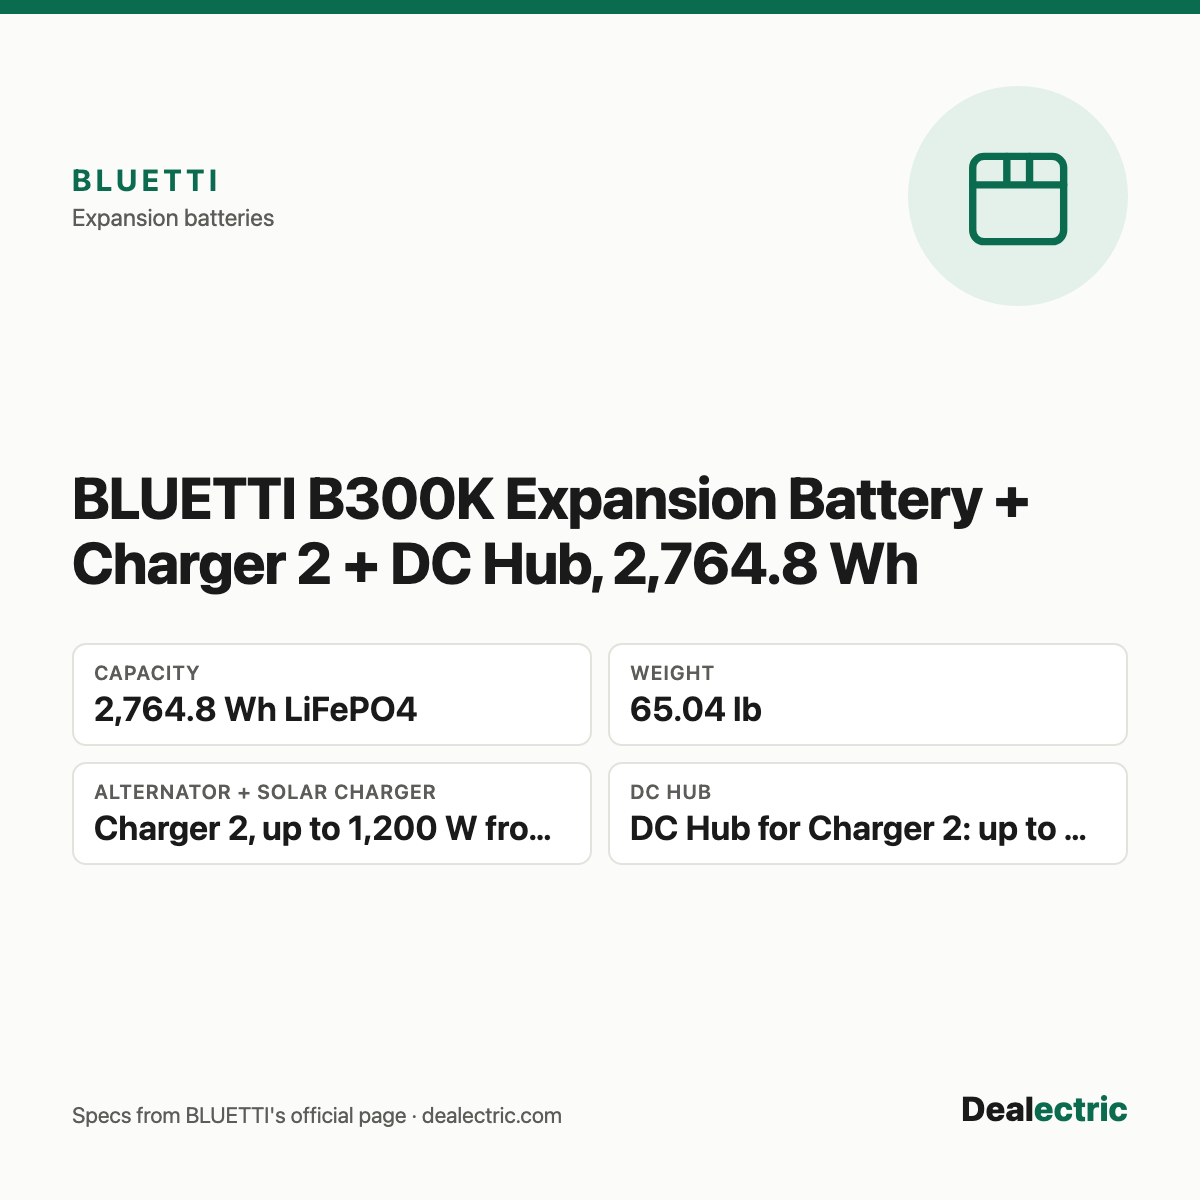 BLUETTI
Expansion batteries
BLUETTI B300K Expansion Battery +
Charger 2 + DC Hub, 2,764.8 Wh
CAPACITY
2,764.8 Wh LiFePO4
WEIGHT
65.04 lb
ALTERNATOR + SOLAR CHARGER
Charger 2, up to 1,200 W fro...
DC HUB
DC Hub for Charger 2: up to ...
Specs from BLUETTI's official page · dealectric.com
Dealectric